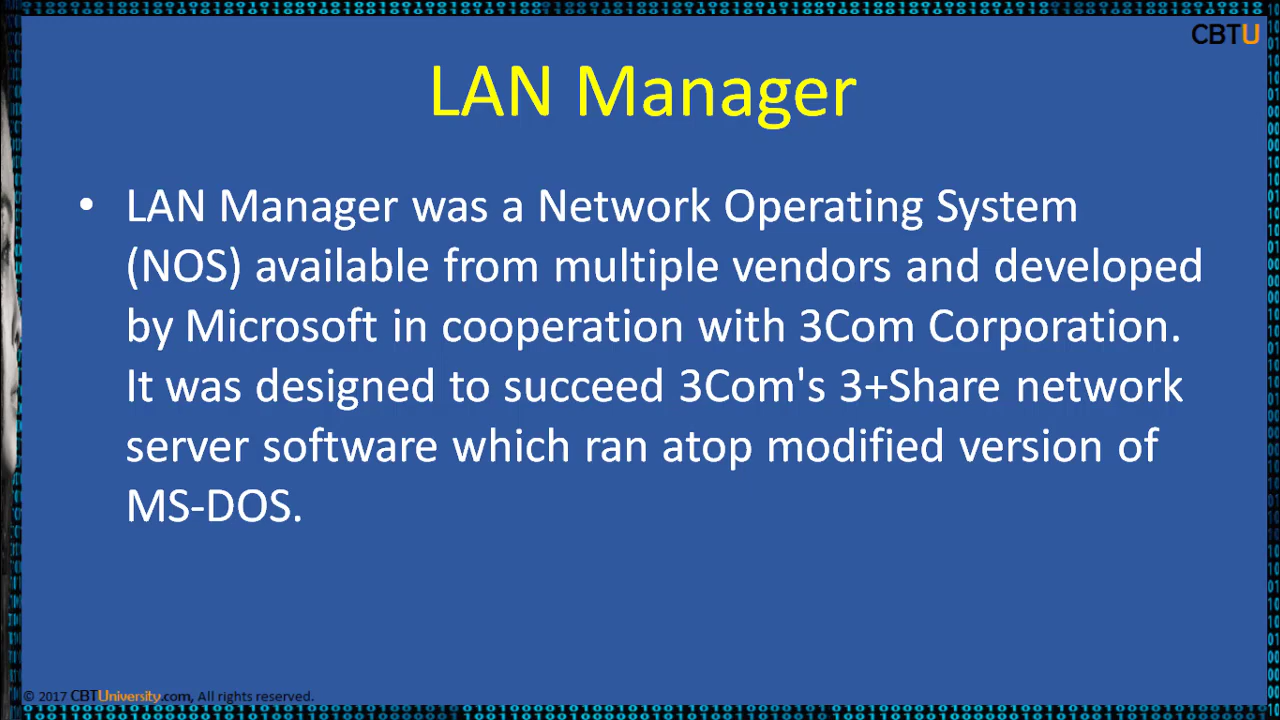 CBTU
LAN Manager
• LAN Manager was a Network Operating System
(NOS) available from multiple vendors and developed
by Microsoft in cooperation with 3Com Corporation.
It was designed to succeed 3Com's 3+Share network
server software which ran atop modified version of
MS-DOS.
© 2017 CBTUniversity.com, All rights reserved.